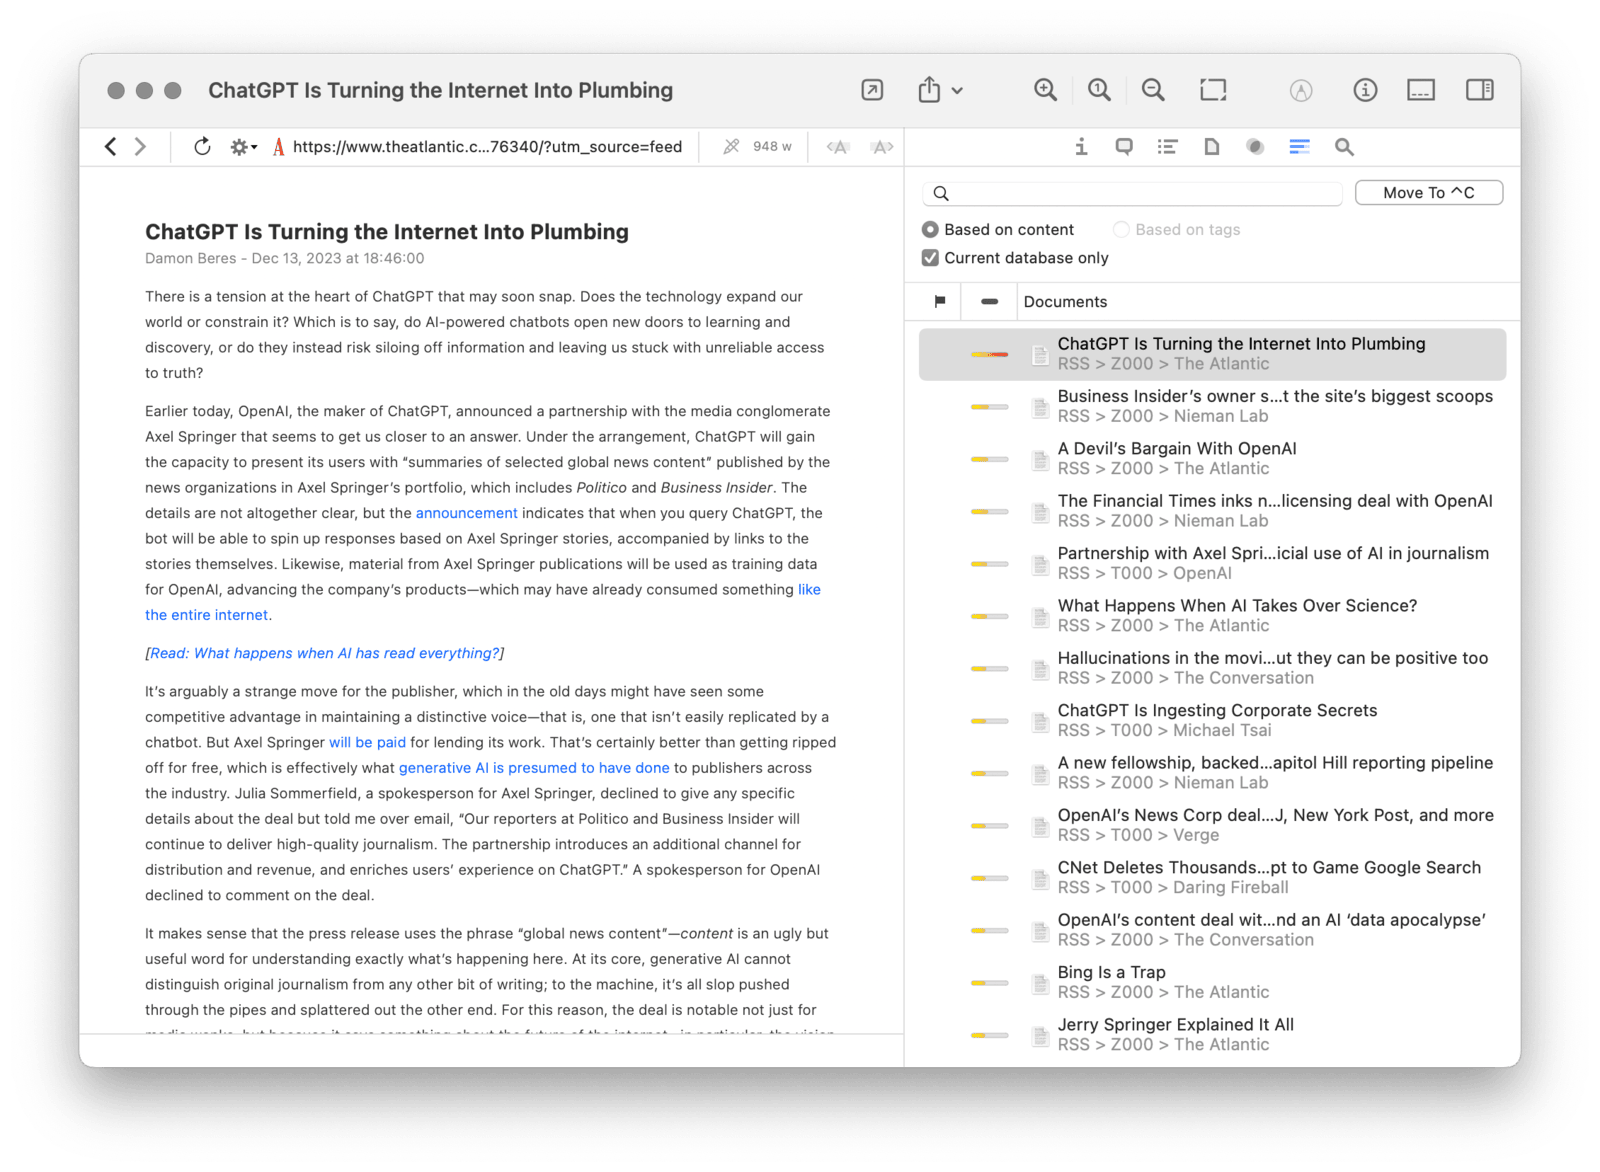 ChatGPT Is Turning the Internet Into Plumbing
https://www.theatlantic.c...76340/?utm_source=feed
948 w
<A
A>
ChatGPT Is Turning the Internet Into Plumbing
Damon Beres - Dec 13, 2023 at 18:46:00
There is a tension at the heart of ChatGPT that may soon snap. Does the technology expand our
world or constrain it? Which is to say, do AI-powered chatbots open new doors to learning and
discovery, or do they instead risk siloing off information and leaving us stuck with unreliable access
to truth?
Earlier today, OpenAI, the maker of ChatGPT, announced a partnership with the media conglomerate
Axel Springer that seems to get us closer to an answer. Under the arrangement, ChatGPT will gain
the capacity to present its users with “summaries of selected global news content” published by the
news organizations in Axel Springer’s portfolio, which includes Politico and Business Insider. The
details are not altogether clear, but the announcement indicates that when you query ChatGPT, the
bot will be able to spin up responses based on Axel Springer stories, accompanied by links to the
stories themselves. Likewise, material from Axel Springer publications will be used as training data
for OpenAI, advancing the company’s products—which may have already consumed something like
the entire internet.
[Read: What happens when AI has read everything?]
It’s arguably a strange move for the publisher, which in the old days might have seen some
competitive advantage in maintaining a distinctive voice—that is, one that isn’t easily replicated by a
chatbot. But Axel Springer will be paid for lending its work. That’s certainly better than getting ripped
off for free, which is effectively what generative AI is presumed to have done to publishers across
the industry. Julia Sommerfield, a spokesperson for Axel Springer, declined to give any specific
details about the deal but told me over email, “Our reporters at Politico and Business Insider will
continue to deliver high-quality journalism. The partnership introduces an additional channel for
distribution and revenue, and enriches users’ experience on ChatGPT.” A spokesperson for OpenAI
declined to comment on the deal.
It makes sense that the press release uses the phrase “global news content”—content is an ugly but
useful word for understanding exactly what’s happening here. At its core, generative AI cannot
distinguish original journalism from any other bit of writing; to the machine, it’s all slop pushed
through the pipes and splattered out the other end. For this reason, the deal is notable not just for
media wonks, but because it says something about the future of the internet—in particular, the vision
Move To ^C
Based on content
Based on tags
Current database only
Documents
ChatGPT Is Turning the Internet Into Plumbing
RSS > Z000 > The Atlantic
Business Insider’s owner s...t the site’s biggest scoops
RSS > Z000 > Nieman Lab
A Devil’s Bargain With OpenAI
RSS > Z000 > The Atlantic
The Financial Times inks n...licensing deal with OpenAI
RSS > Z000 > Nieman Lab
Partnership with Axel Spri...icial use of AI in journalism
RSS > T000 > OpenAI
What Happens When AI Takes Over Science?
RSS > Z000 > The Atlantic
Hallucinations in the movi...ut they can be positive too
RSS > Z000 > The Conversation
ChatGPT Is Ingesting Corporate Secrets
RSS > T000 > Michael Tsai
A new fellowship, backed...apitol Hill reporting pipeline
RSS > Z000 > Nieman Lab
OpenAI’s News Corp deal...J, New York Post, and more
RSS > T000 > Verge
CNet Deletes Thousands...pt to Game Google Search
RSS > T000 > Daring Fireball
OpenAI’s content deal wit...nd an AI ‘data apocalypse’
RSS > Z000 > The Conversation
Bing Is a Trap
RSS > Z000 > The Atlantic
Jerry Springer Explained It All
RSS > Z000 > The Atlantic